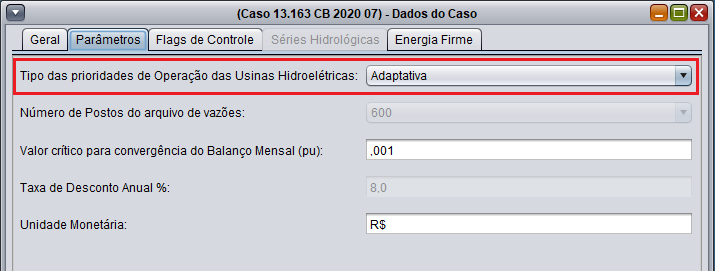 (Caso 13.163 CB 2020 07) - Dados do Caso
Geral Parâmetros Flags de Controle Séries Hidrológicas Energia Firme
Tipo das prioridades de Operação das Usinas Hidroelétricas: Adaptativa
Número de Postos do arquivo de vazões: 600
Valor crítico para convergência do Balanço Mensal (pu): .001
Taxa de Desconto Anual %: 8,0
Unidade Monetária: R$